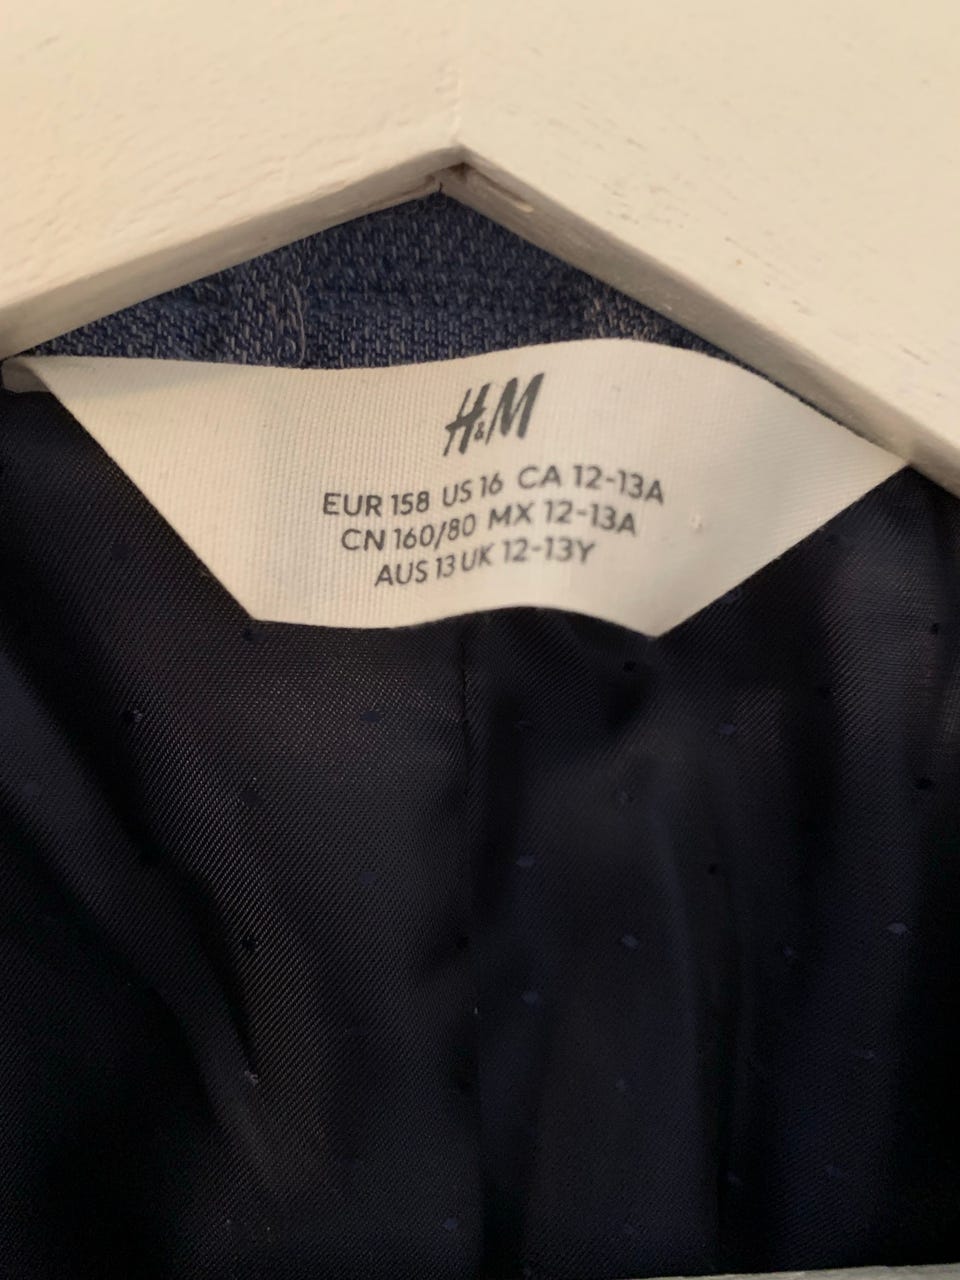 H&M
EUR 158 US 16 CA 12-13A
CN 160/80 MX 12-13A
AUS 13 UK 12-13Y